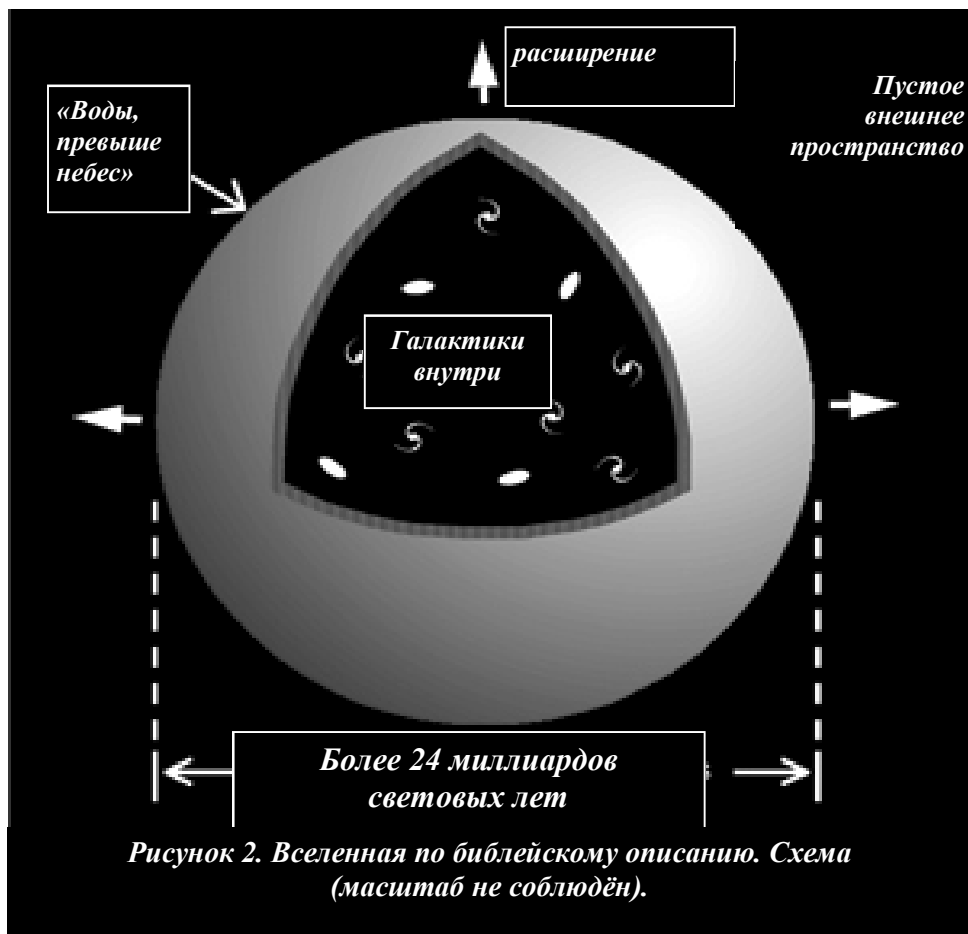 расширение
«Воды,
превыше
небес»
Пустое
внешнее
пространство
Галактики
внутри
Более 24 миллиардов
световых лет
Рисунок 2. Вселенная по библейскому описанию. Схема
(масштаб не соблюдён).